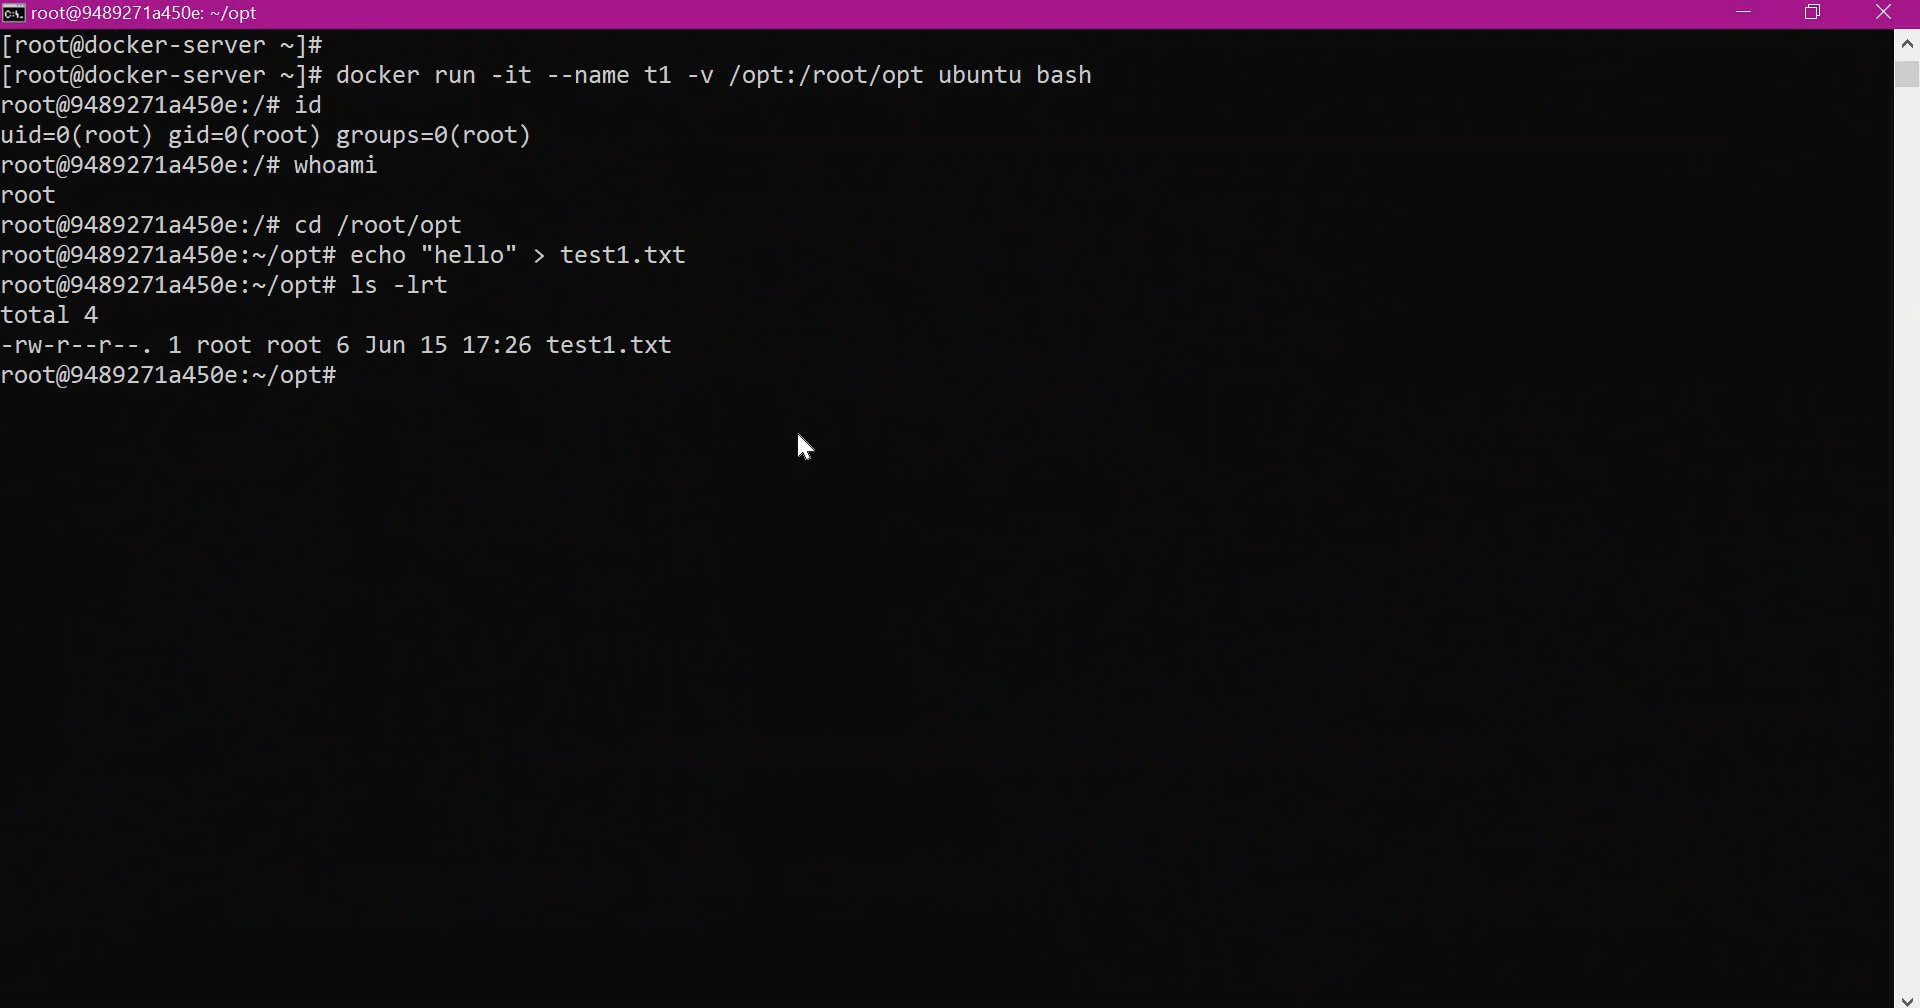 root@9489271a450e: ~/opt
[root@docker-server ~]#
[root@docker-server ~]# docker run -it --name t1 -v /opt:/root/opt ubuntu bash
root@9489271a450e:/# id
uid=0(root) gid=0(root) groups=0(root)
root@9489271a450e:/# whoami
root
root@9489271a450e:/# cd /root/opt
root@9489271a450e:~/opt# echo "hello" > test1.txt
root@9489271a450e:~/opt# ls -lrt
total 4
-rw-r--r--. 1 root root 6 Jun 15 17:26 test1.txt
root@9489271a450e:~/opt#